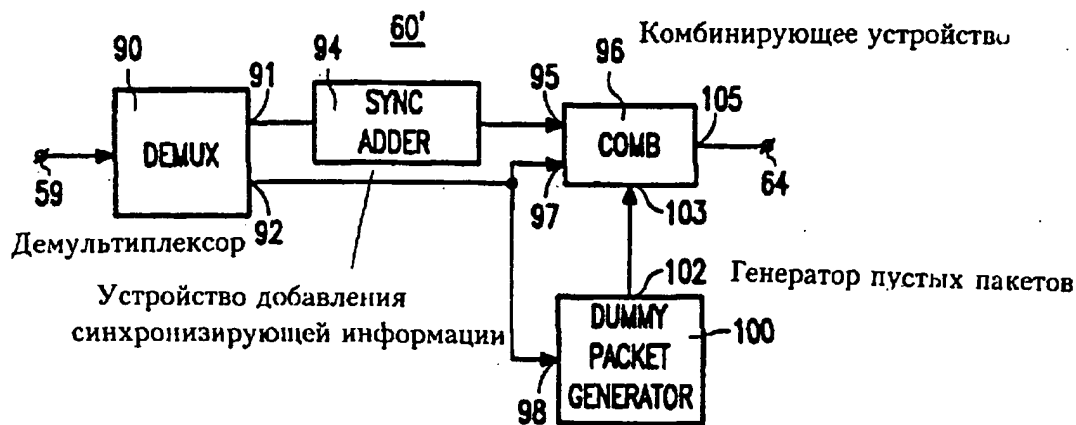 60'
Комбинирующее устройство
90
91
94
95
96
105
SYNC
ADDER
DEMUX
COMB
59
92
97
103
64
Демультиплексор
102
Генератор пустых пакетов
Устройство добавления
синхронизирующей информации
DUMMY
PACKET
GENERATOR
100
98